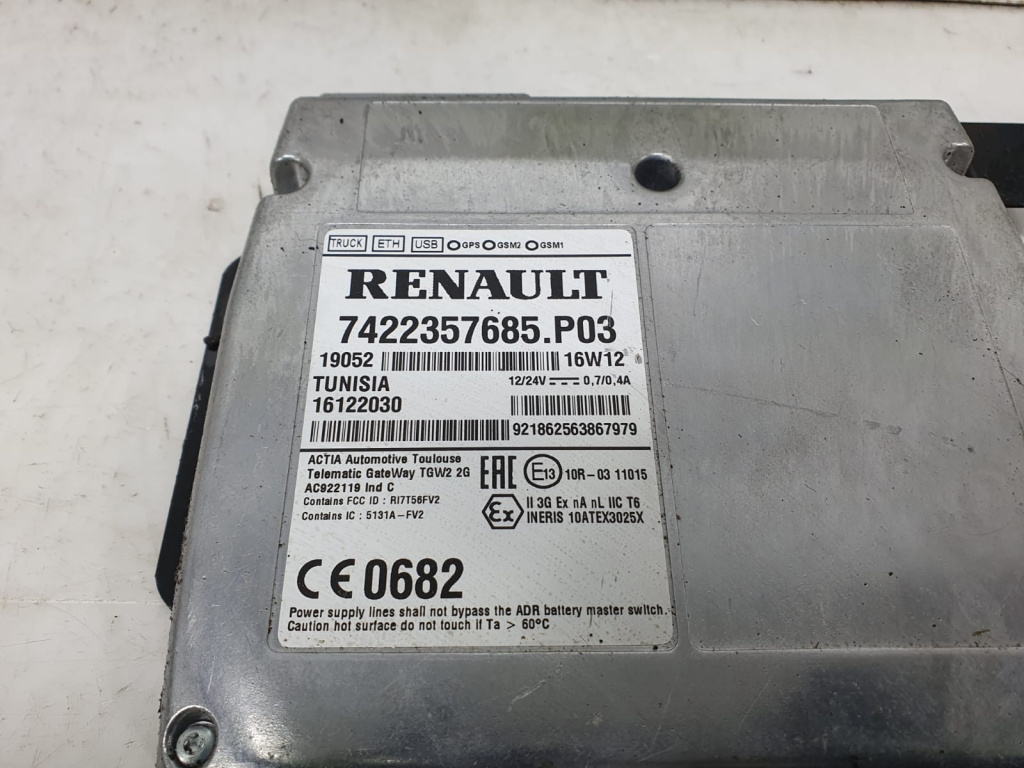 TRUCK ETH USB GPS GSM2 GSM1
RENAULT
7422357685.P03
19052 16W12
TUNISIA 12/24V 0,7/0,4A
16122030
921862563867979
ACTIA Automotive Toulouse
Telematic GateWay TGW2 2G
AC922119 Ind C
Contains FCC ID : RI7T56FV2
Contains IC : 5131A-FV2
EAC E13 10R-03 11015
Ex II 3G Ex nA nL IIC T6
INERIS 10ATEX3025X
CE0682
Power supply lines shall not bypass the ADR battery master switch.
Caution hot surface do not touch if Ta > 60°C